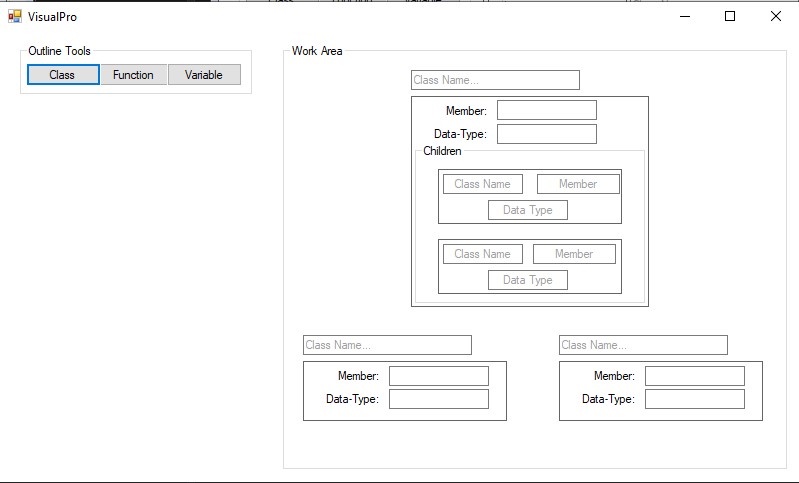 VisualPro
Outline Tools
Class Function Variable
Work Area
Class Name...
Member:
Data-Type:
Children
Class Name Member
Data Type
Class Name Member
Data Type
Class Name... Class Name...
Member: Member:
Data-Type: Data-Type: